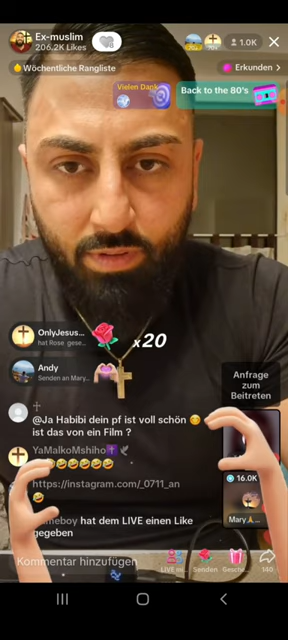 Ex-muslim
206.2K Likes
1.0K
Wöchentliche Rangliste
Erkunden >
Vielen Dank
Back to the 80's
OnlyJesus...
hat Rose gese...
x20
Andy
Senden an Mary...
Anfrage
zum
Beitreten
@Ja Habibi dein pf ist voll schön 😋
ist das von ein Film ?
YaMalkoMshiho
🤣🤣🤣🤣🤣🤣
16.0K
https://instagram.com/_0711_an
🤣
Mary🙏...
hat dem LIVE einen Like
gegeben
Kommentar hinzufügen
LIVE
Senden
Gesche...
140